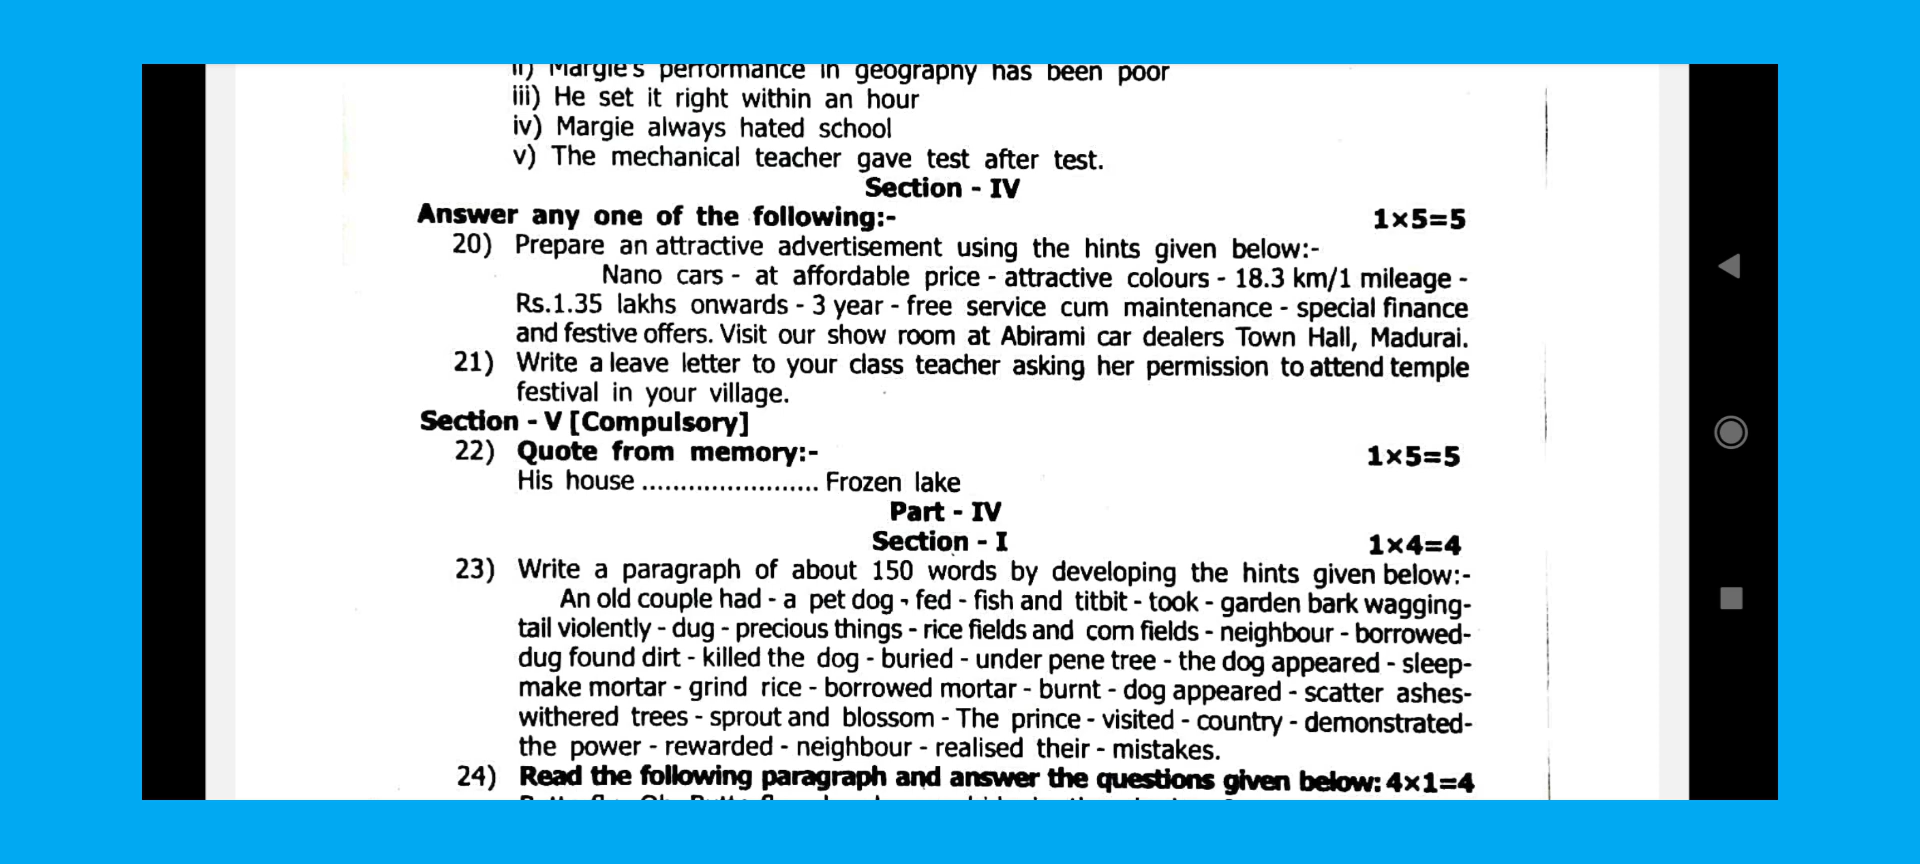 ii) Margie's performance in geography has been poor
iii) He set it right within an hour
iv) Margie always hated school
v) The mechanical teacher gave test after test.
Section - IV
Answer any one of the following:- 1×5=5
20) Prepare an attractive advertisement using the hints given below:-
Nano cars - at affordable price - attractive colours - 18.3 km/1 mileage -
Rs.1.35 lakhs onwards - 3 year - free service cum maintenance - special finance
and festive offers. Visit our show room at Abirami car dealers Town Hall, Madurai.
21) Write a leave letter to your class teacher asking her permission to attend temple
festival in your village.
Section - V [Compulsory]
22) Quote from memory:- 1×5=5
His house ....................... Frozen lake
Part - IV
Section - I 1×4=4
23) Write a paragraph of about 150 words by developing the hints given below:-
An old couple had - a pet dog - fed - fish and titbit - took - garden bark wagging-
tail violently - dug - precious things - rice fields and corn fields - neighbour - borrowed-
dug found dirt - killed the dog - buried - under pene tree - the dog appeared - sleep-
make mortar - grind rice - borrowed mortar - burnt - dog appeared - scatter ashes-
withered trees - sprout and blossom - The prince - visited - country - demonstrated-
the power - rewarded - neighbour - realised their - mistakes.
24) Read the following paragraph and answer the questions given below: 4×1=4